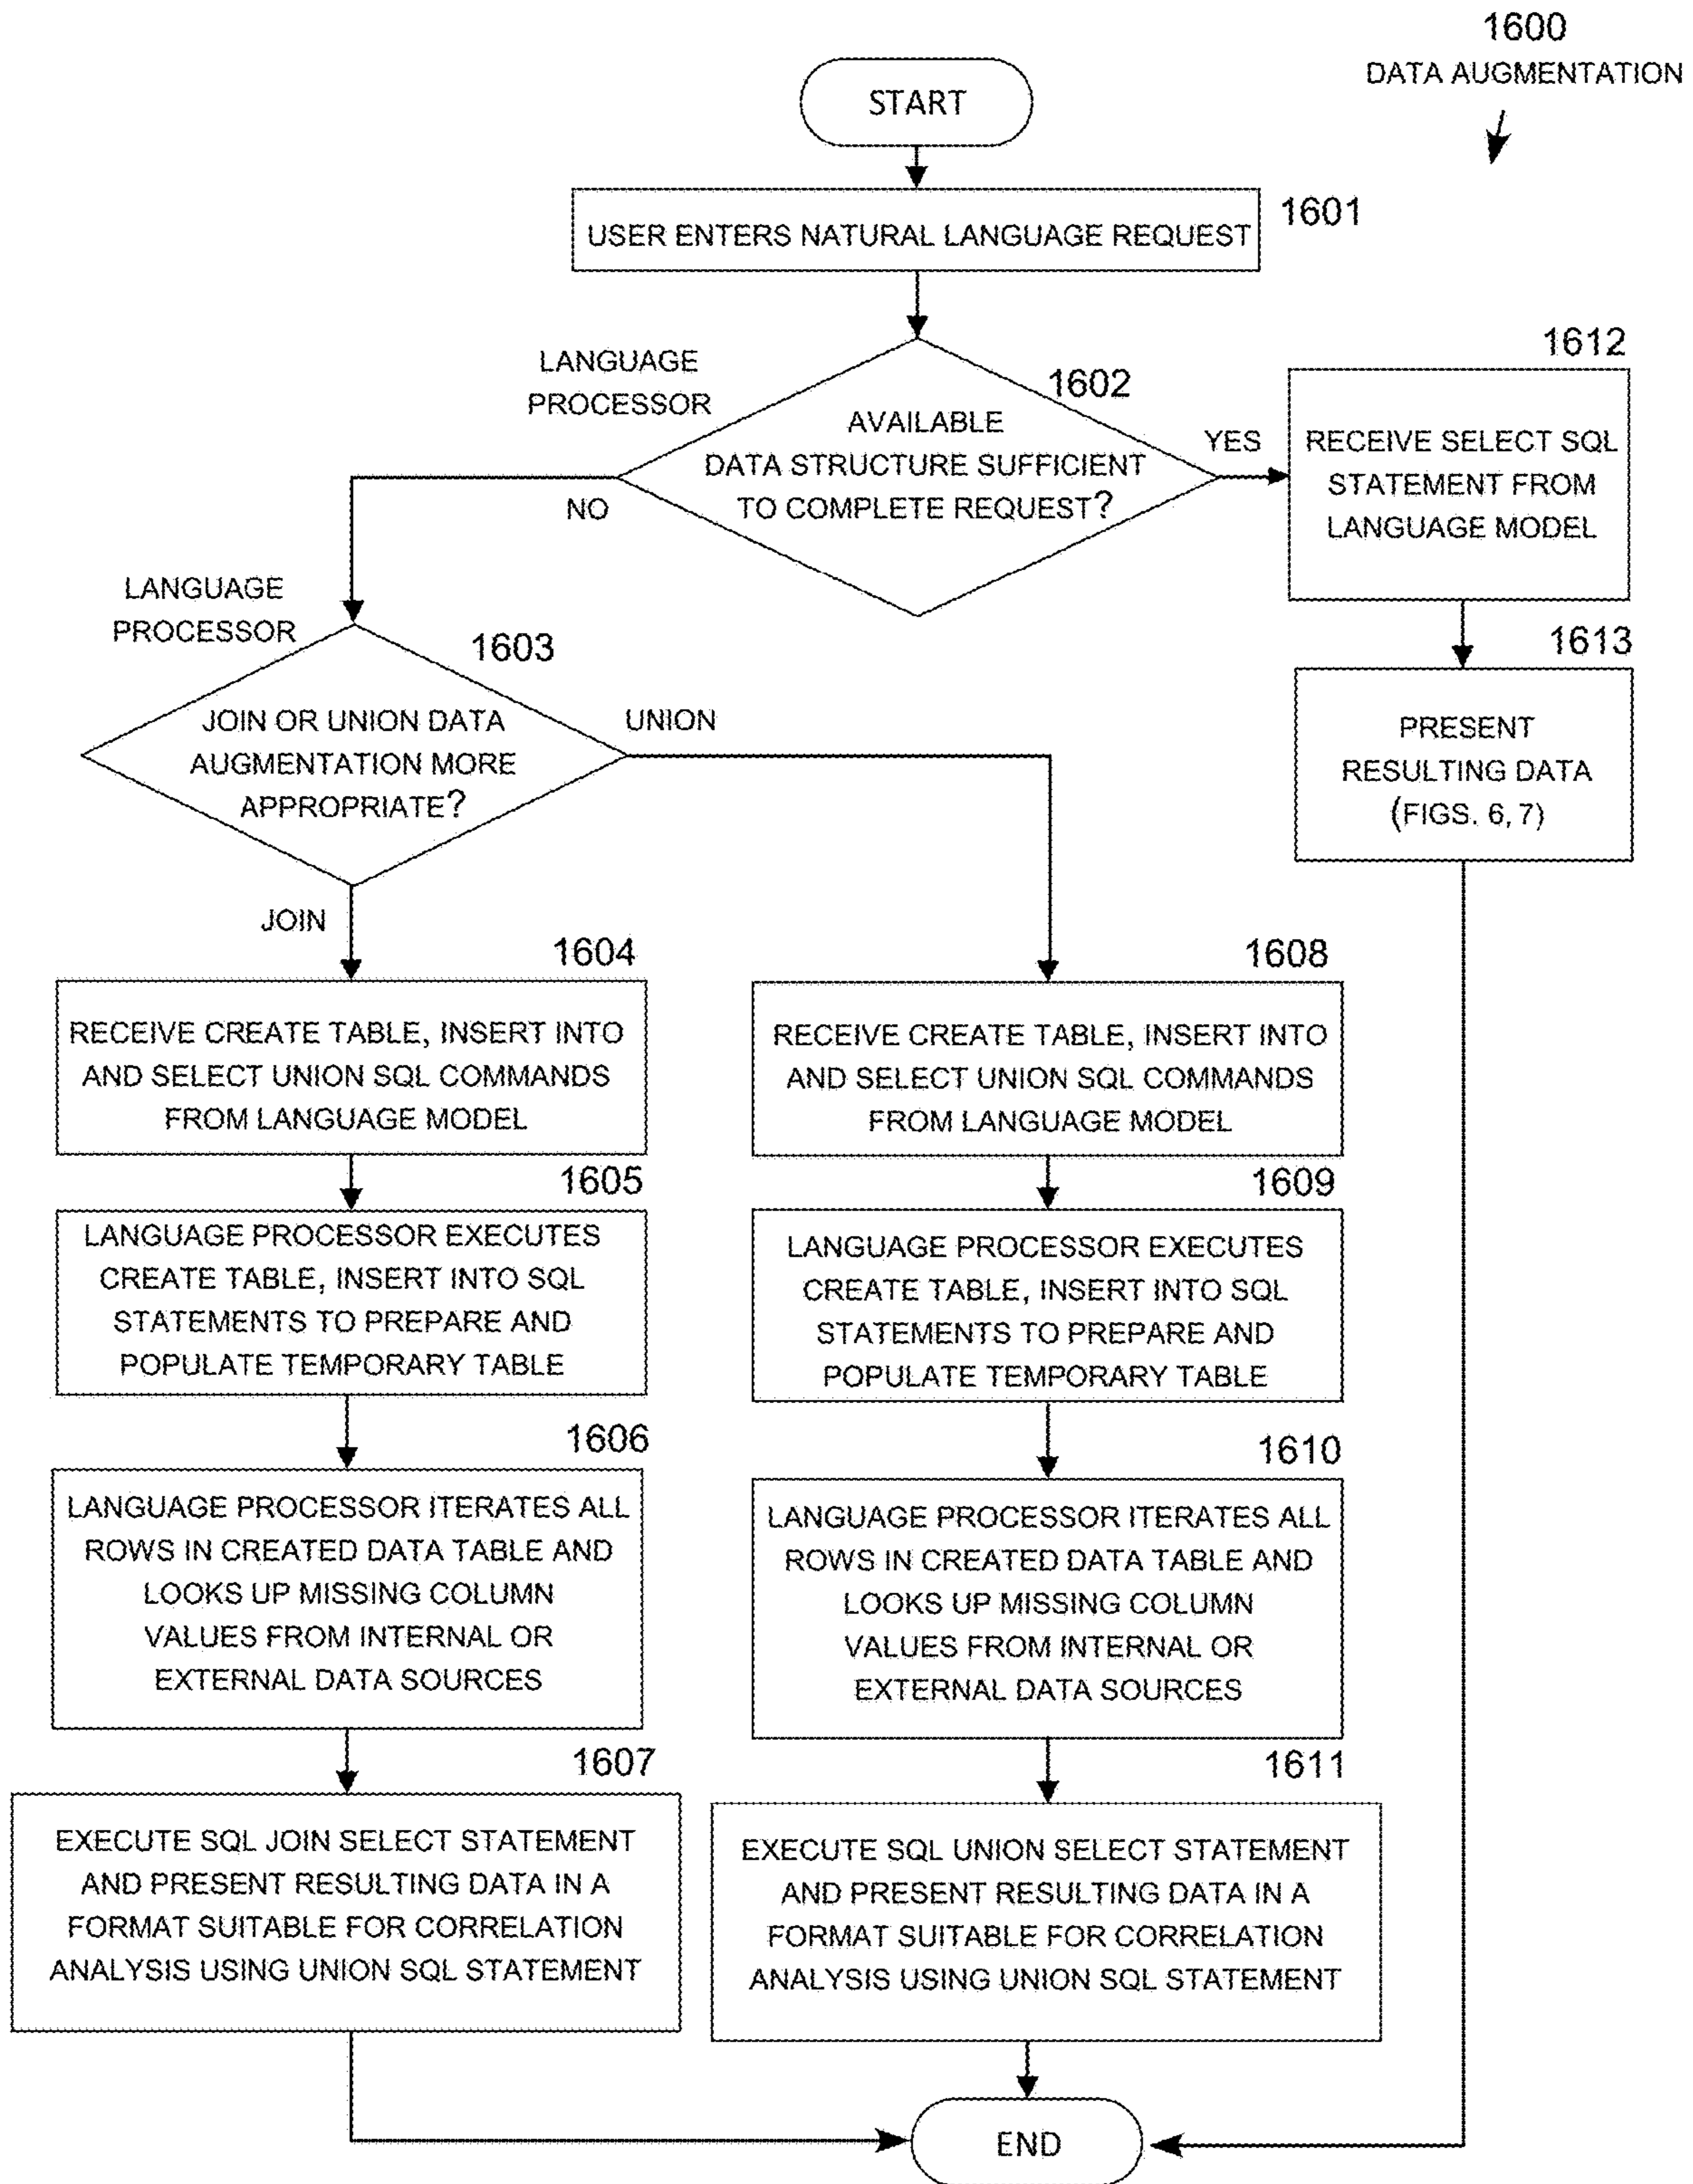 1600
DATA AUGMENTATION
START
1601
USER ENTERS NATURAL LANGUAGE REQUEST
LANGUAGE
PROCESSOR
1602
AVAILABLE
DATA STRUCTURE SUFFICIENT
TO COMPLETE REQUEST?
YES
NO
1612
RECEIVE SELECT SQL
STATEMENT FROM
LANGUAGE MODEL
1613
PRESENT
RESULTING DATA
(FIGS. 6, 7)
LANGUAGE
PROCESSOR
1603
JOIN OR UNION DATA
AUGMENTATION MORE
APPROPRIATE?
UNION
JOIN
1604
RECEIVE CREATE TABLE, INSERT INTO
AND SELECT UNION SQL COMMANDS
FROM LANGUAGE MODEL
1605
LANGUAGE PROCESSOR EXECUTES
CREATE TABLE, INSERT INTO SQL
STATEMENTS TO PREPARE AND
POPULATE TEMPORARY TABLE
1606
LANGUAGE PROCESSOR ITERATES ALL
ROWS IN CREATED DATA TABLE AND
LOOKS UP MISSING COLUMN
VALUES FROM INTERNAL OR
EXTERNAL DATA SOURCES
1607
EXECUTE SQL JOIN SELECT STATEMENT
AND PRESENT RESULTING DATA IN A
FORMAT SUITABLE FOR CORRELATION
ANALYSIS USING UNION SQL STATEMENT
1608
RECEIVE CREATE TABLE, INSERT INTO
AND SELECT UNION SQL COMMANDS
FROM LANGUAGE MODEL
1609
LANGUAGE PROCESSOR EXECUTES
CREATE TABLE, INSERT INTO SQL
STATEMENTS TO PREPARE AND
POPULATE TEMPORARY TABLE
1610
LANGUAGE PROCESSOR ITERATES ALL
ROWS IN CREATED DATA TABLE AND
LOOKS UP MISSING COLUMN
VALUES FROM INTERNAL OR
EXTERNAL DATA SOURCES
1611
EXECUTE SQL UNION SELECT STATEMENT
AND PRESENT RESULTING DATA IN A
FORMAT SUITABLE FOR CORRELATION
ANALYSIS USING UNION SQL STATEMENT
END